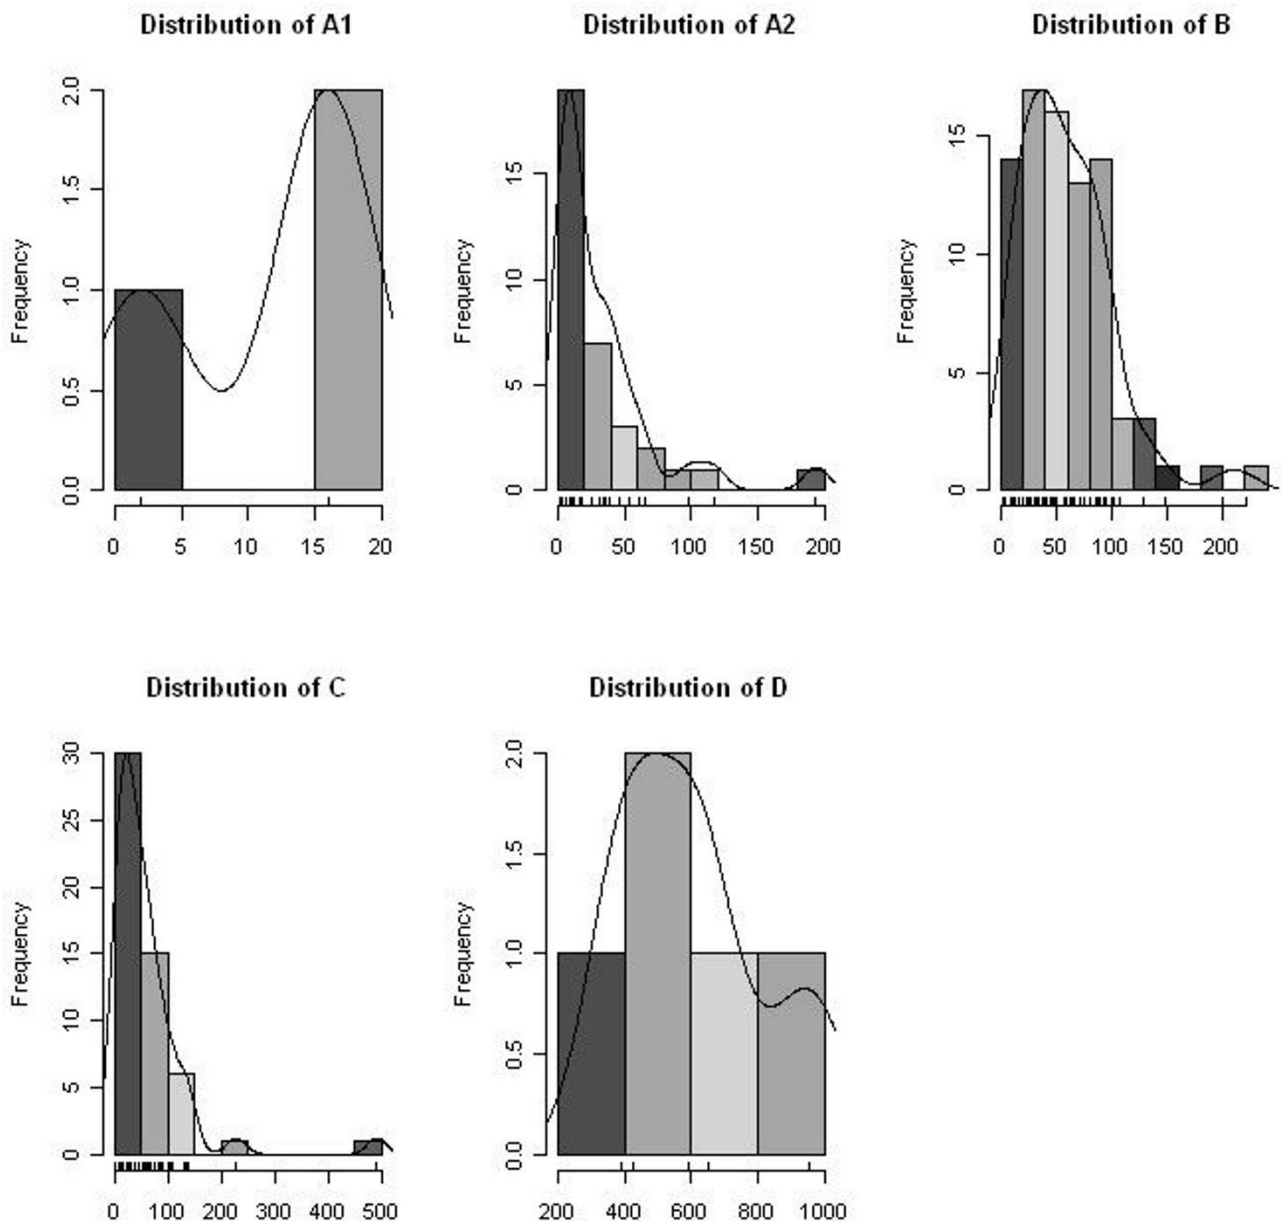 Distribution of A1
Frequency
0.0 0.5 1.0 1.5 2.0
0 5 10 15 20
Distribution of A2
Frequency
0 5 10 15
0 50 100 150 200
Distribution of B
Frequency
0 5 10 15
0 50 100 150 200
Distribution of C
Frequency
0 5 10 15 20 25 30
0 100 200 300 400 500
Distribution of D
Frequency
0.0 0.5 1.0 1.5 2.0
200 400 600 800 1000